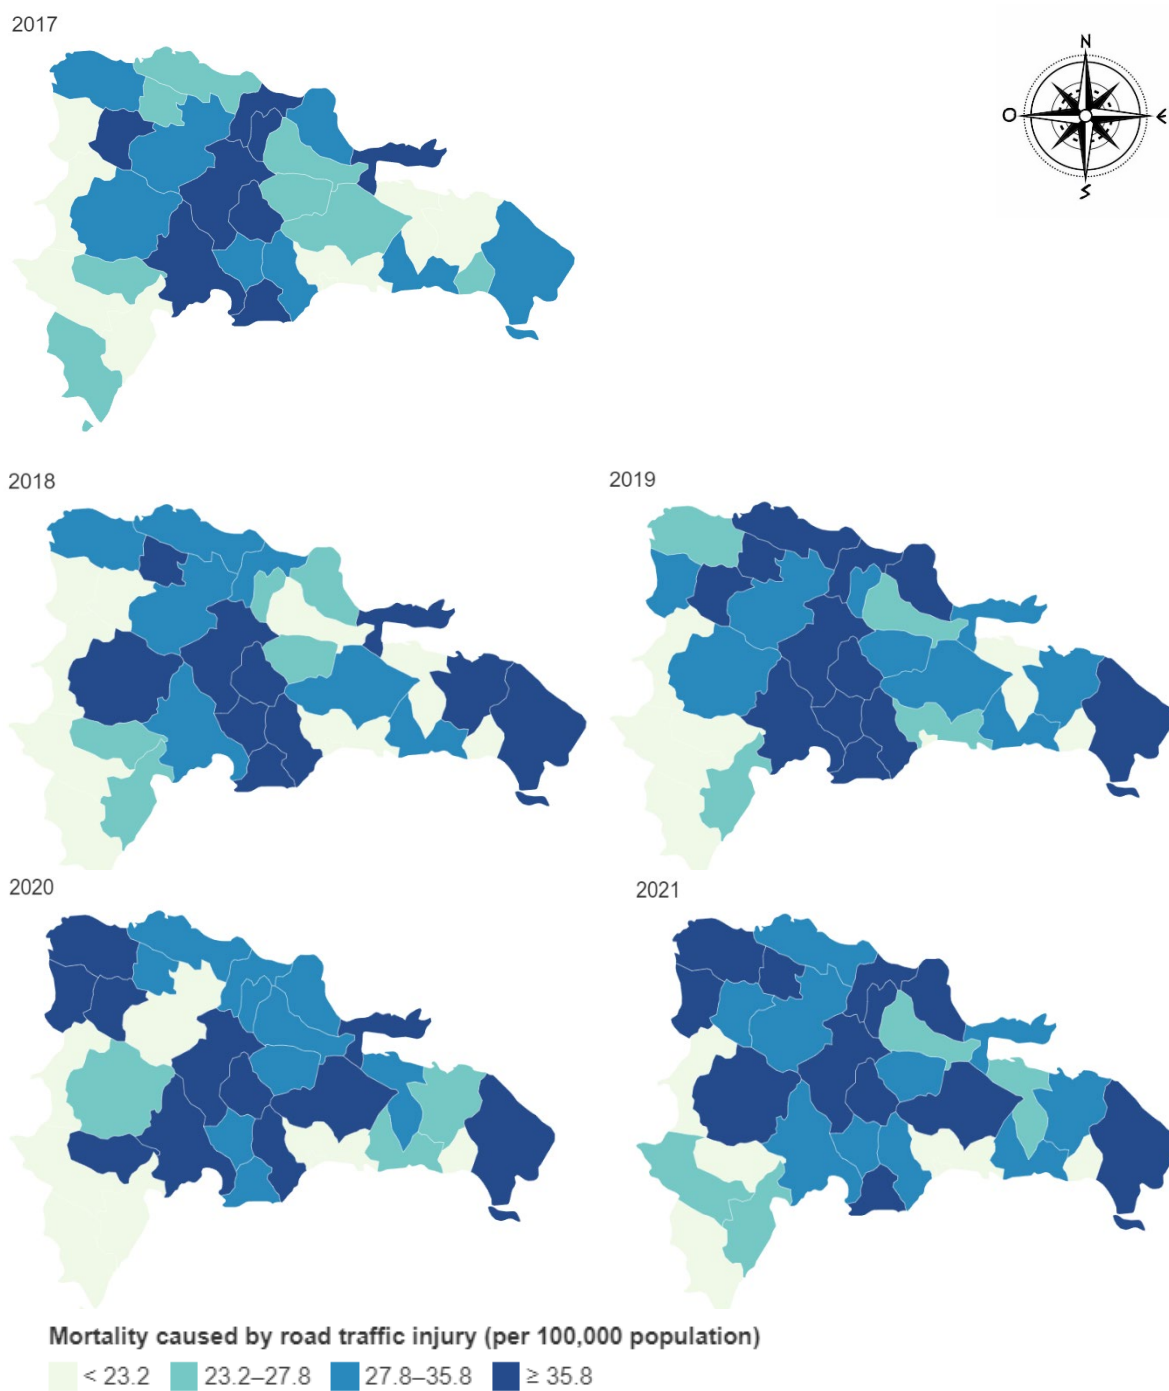 2017
N
O
E
S
2018
2019
2020
2021
Mortality caused by road traffic injury (per 100,000 population)
< 23.2 23.2–27.8 27.8–35.8 ≥ 35.8